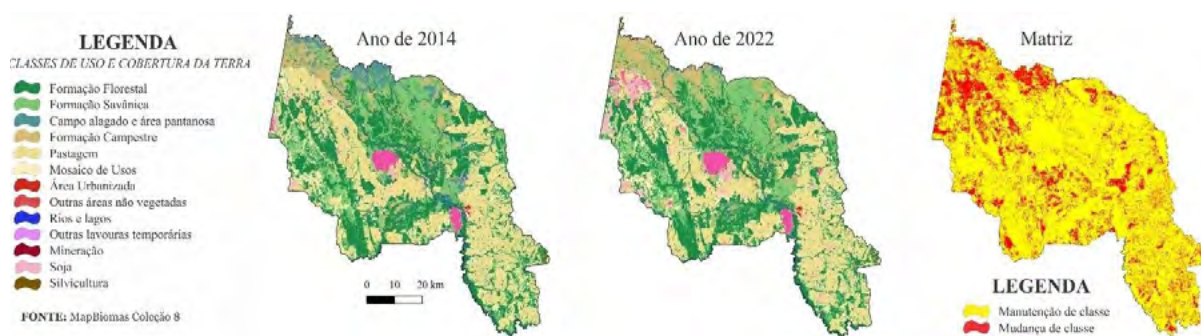 LEGENDA
CLASSES DE USO E COBERTURA DA TERRA
Formação Florestal
Formação Savânica
Campo alagado e área pantanosa
Formação Campestre
Pastagem
Mosaico de Usos
Área Urbanizada
Outras áreas não vegetadas
Rios e lagos
Outras lavouras temporárias
Mineração
Soja
Silvicultura
FONTE: MapBiomas Coleção 8
Ano de 2014
0 10 20 km
Ano de 2022
Matriz
LEGENDA
Manutenção de classe
Mudança de classe